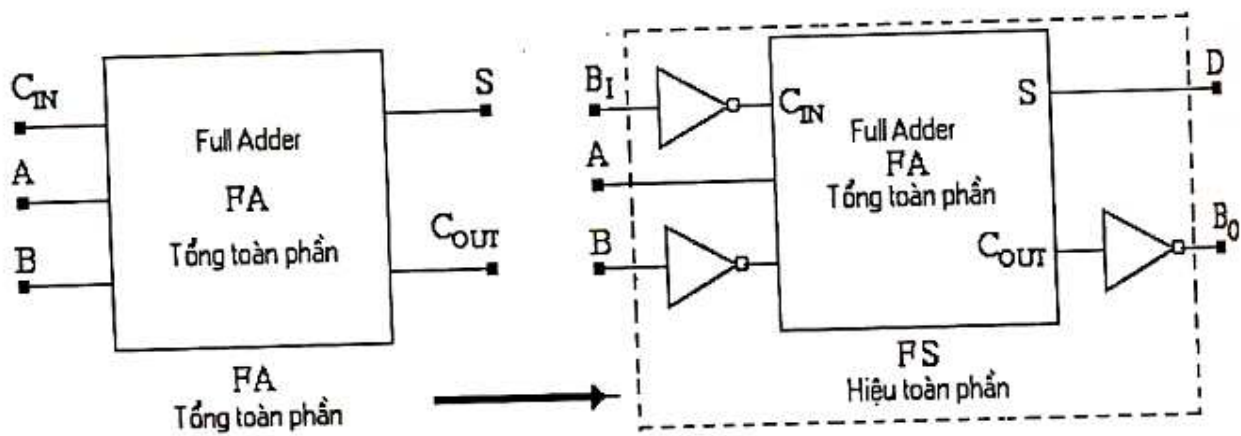 C_IN
A
B
Full Adder
FA
Tổng toàn phần
S
C_OUT
FA
Tổng toàn phần
B_I
A
B
C_IN
Full Adder
FA
Tổng toàn phần
S
C_OUT
D
B_0
FS
Hiệu toàn phần